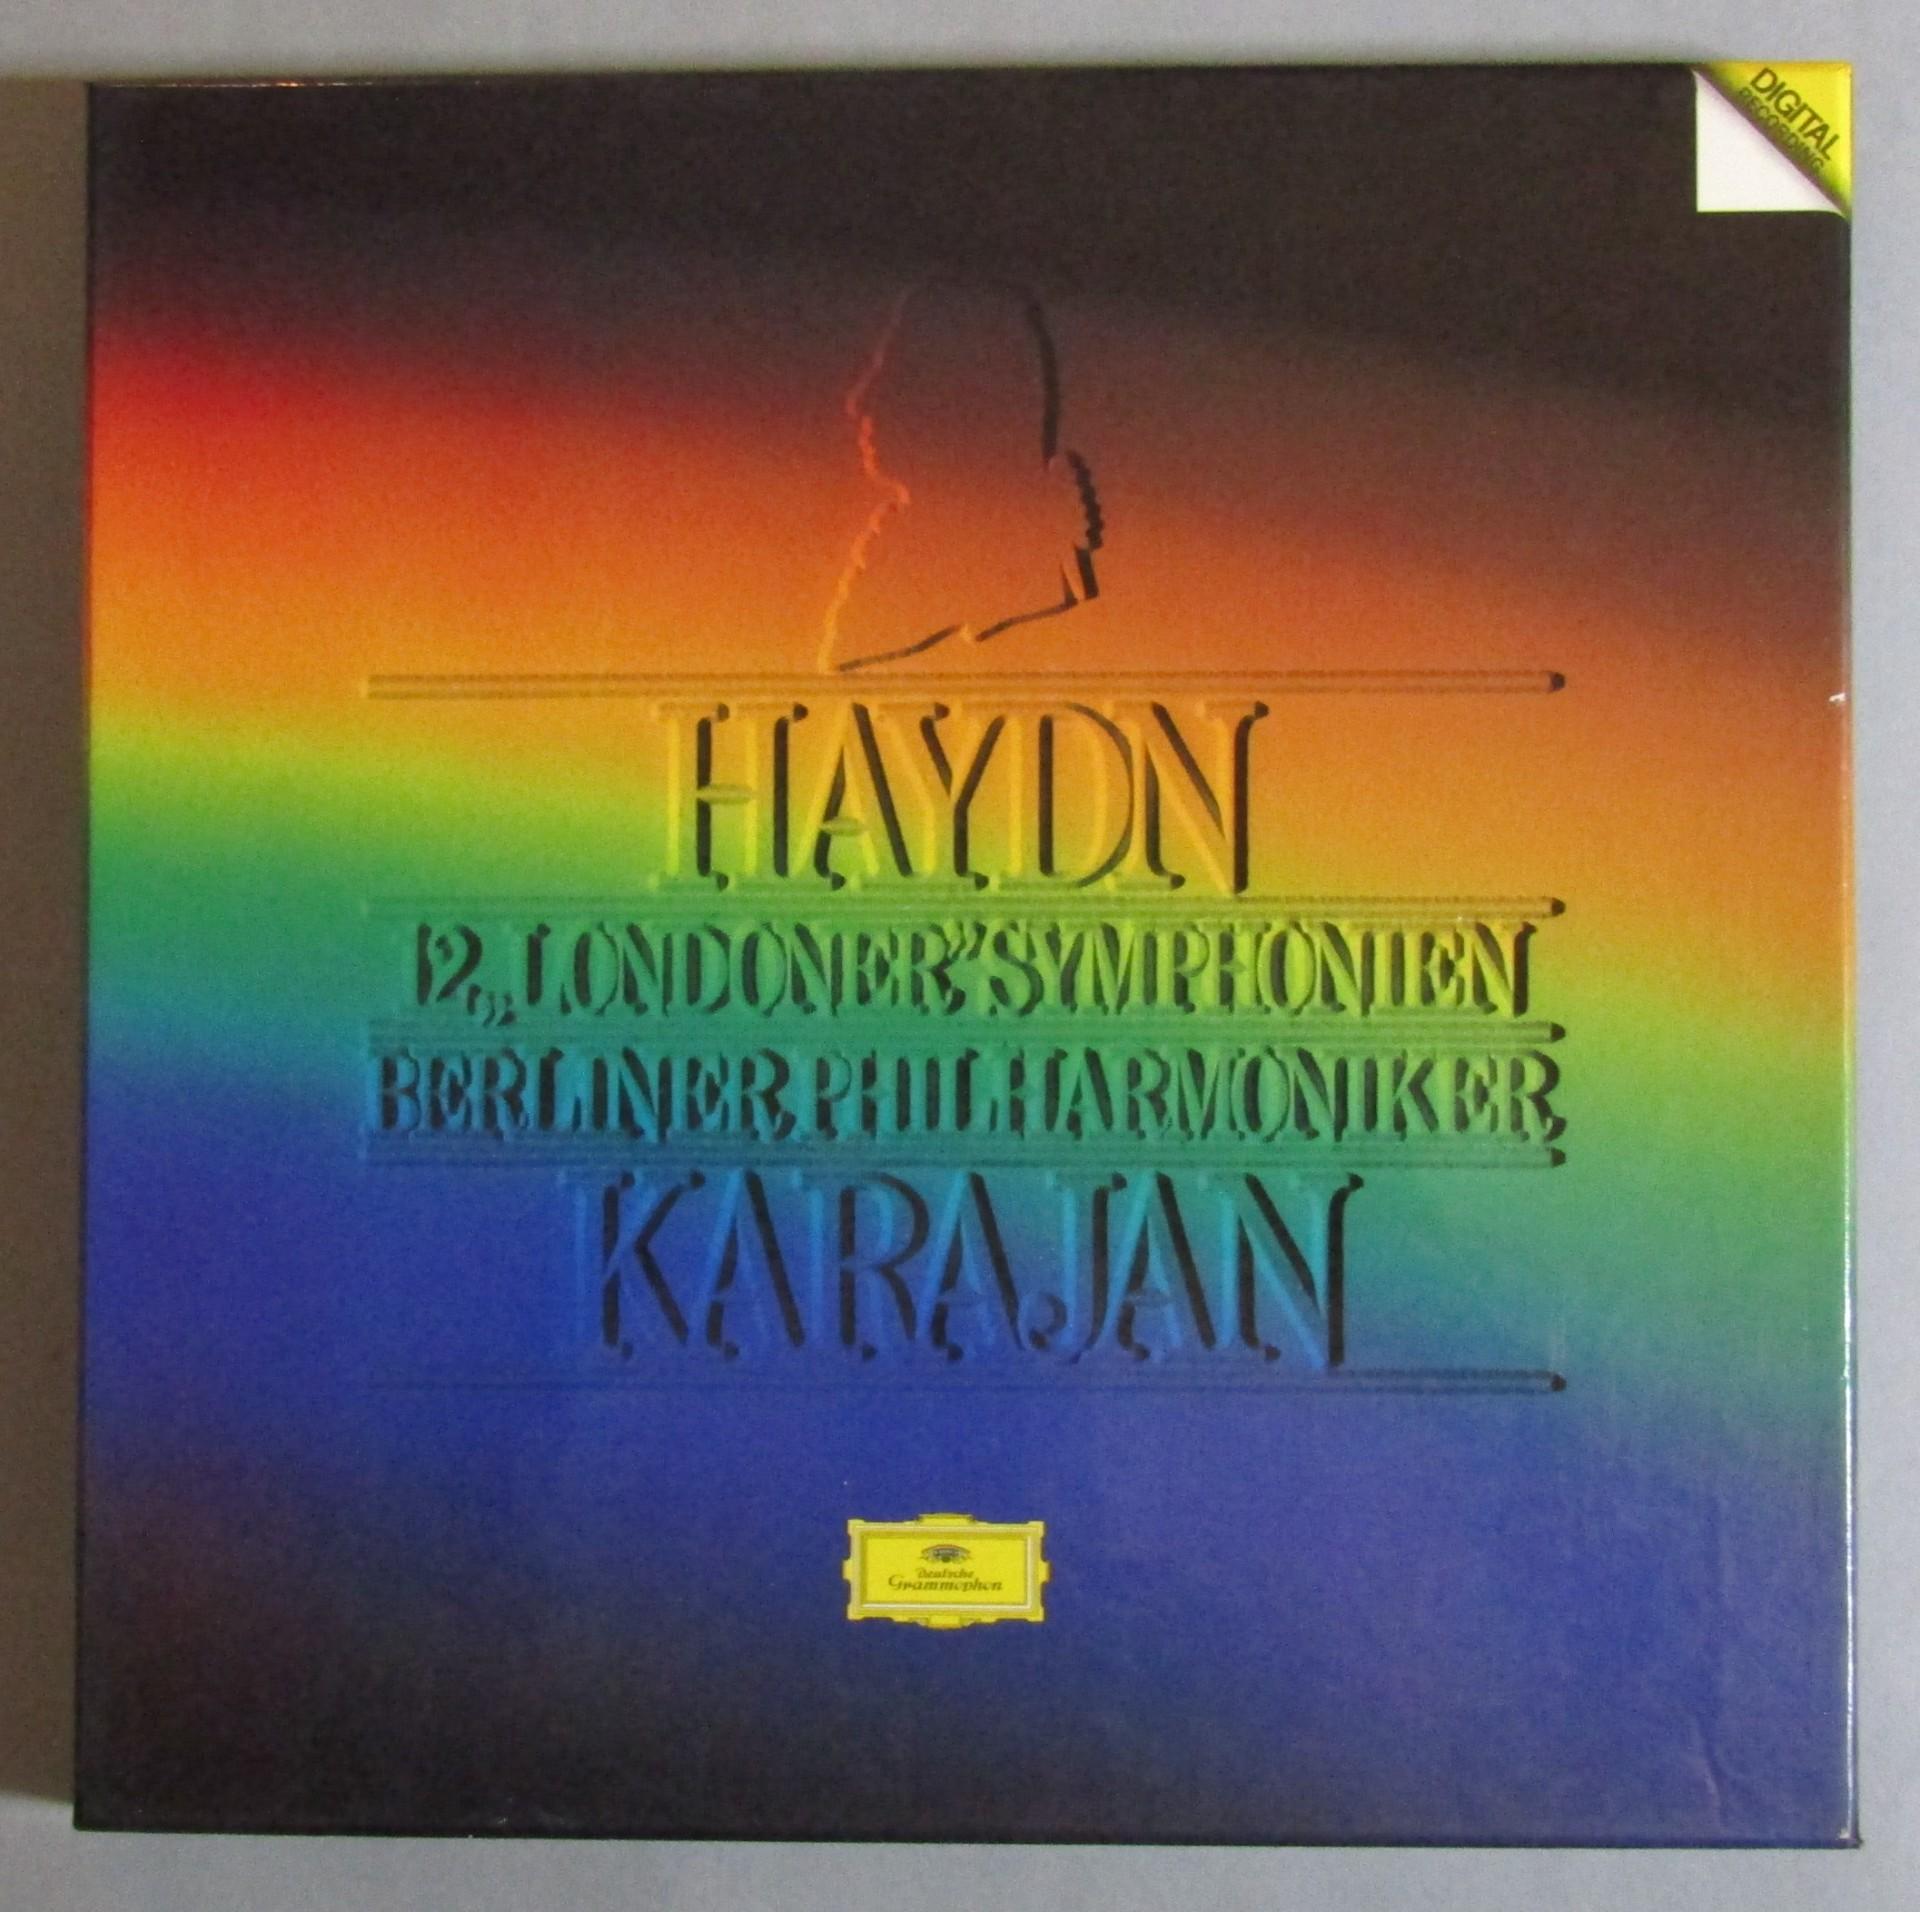 DIGITAL
RECORDING
HAYDN
12 „LONDONER” SYMPHONIEN
BERLINER PHILHARMONIKER
KARAJAN
Deutsche
Grammophon